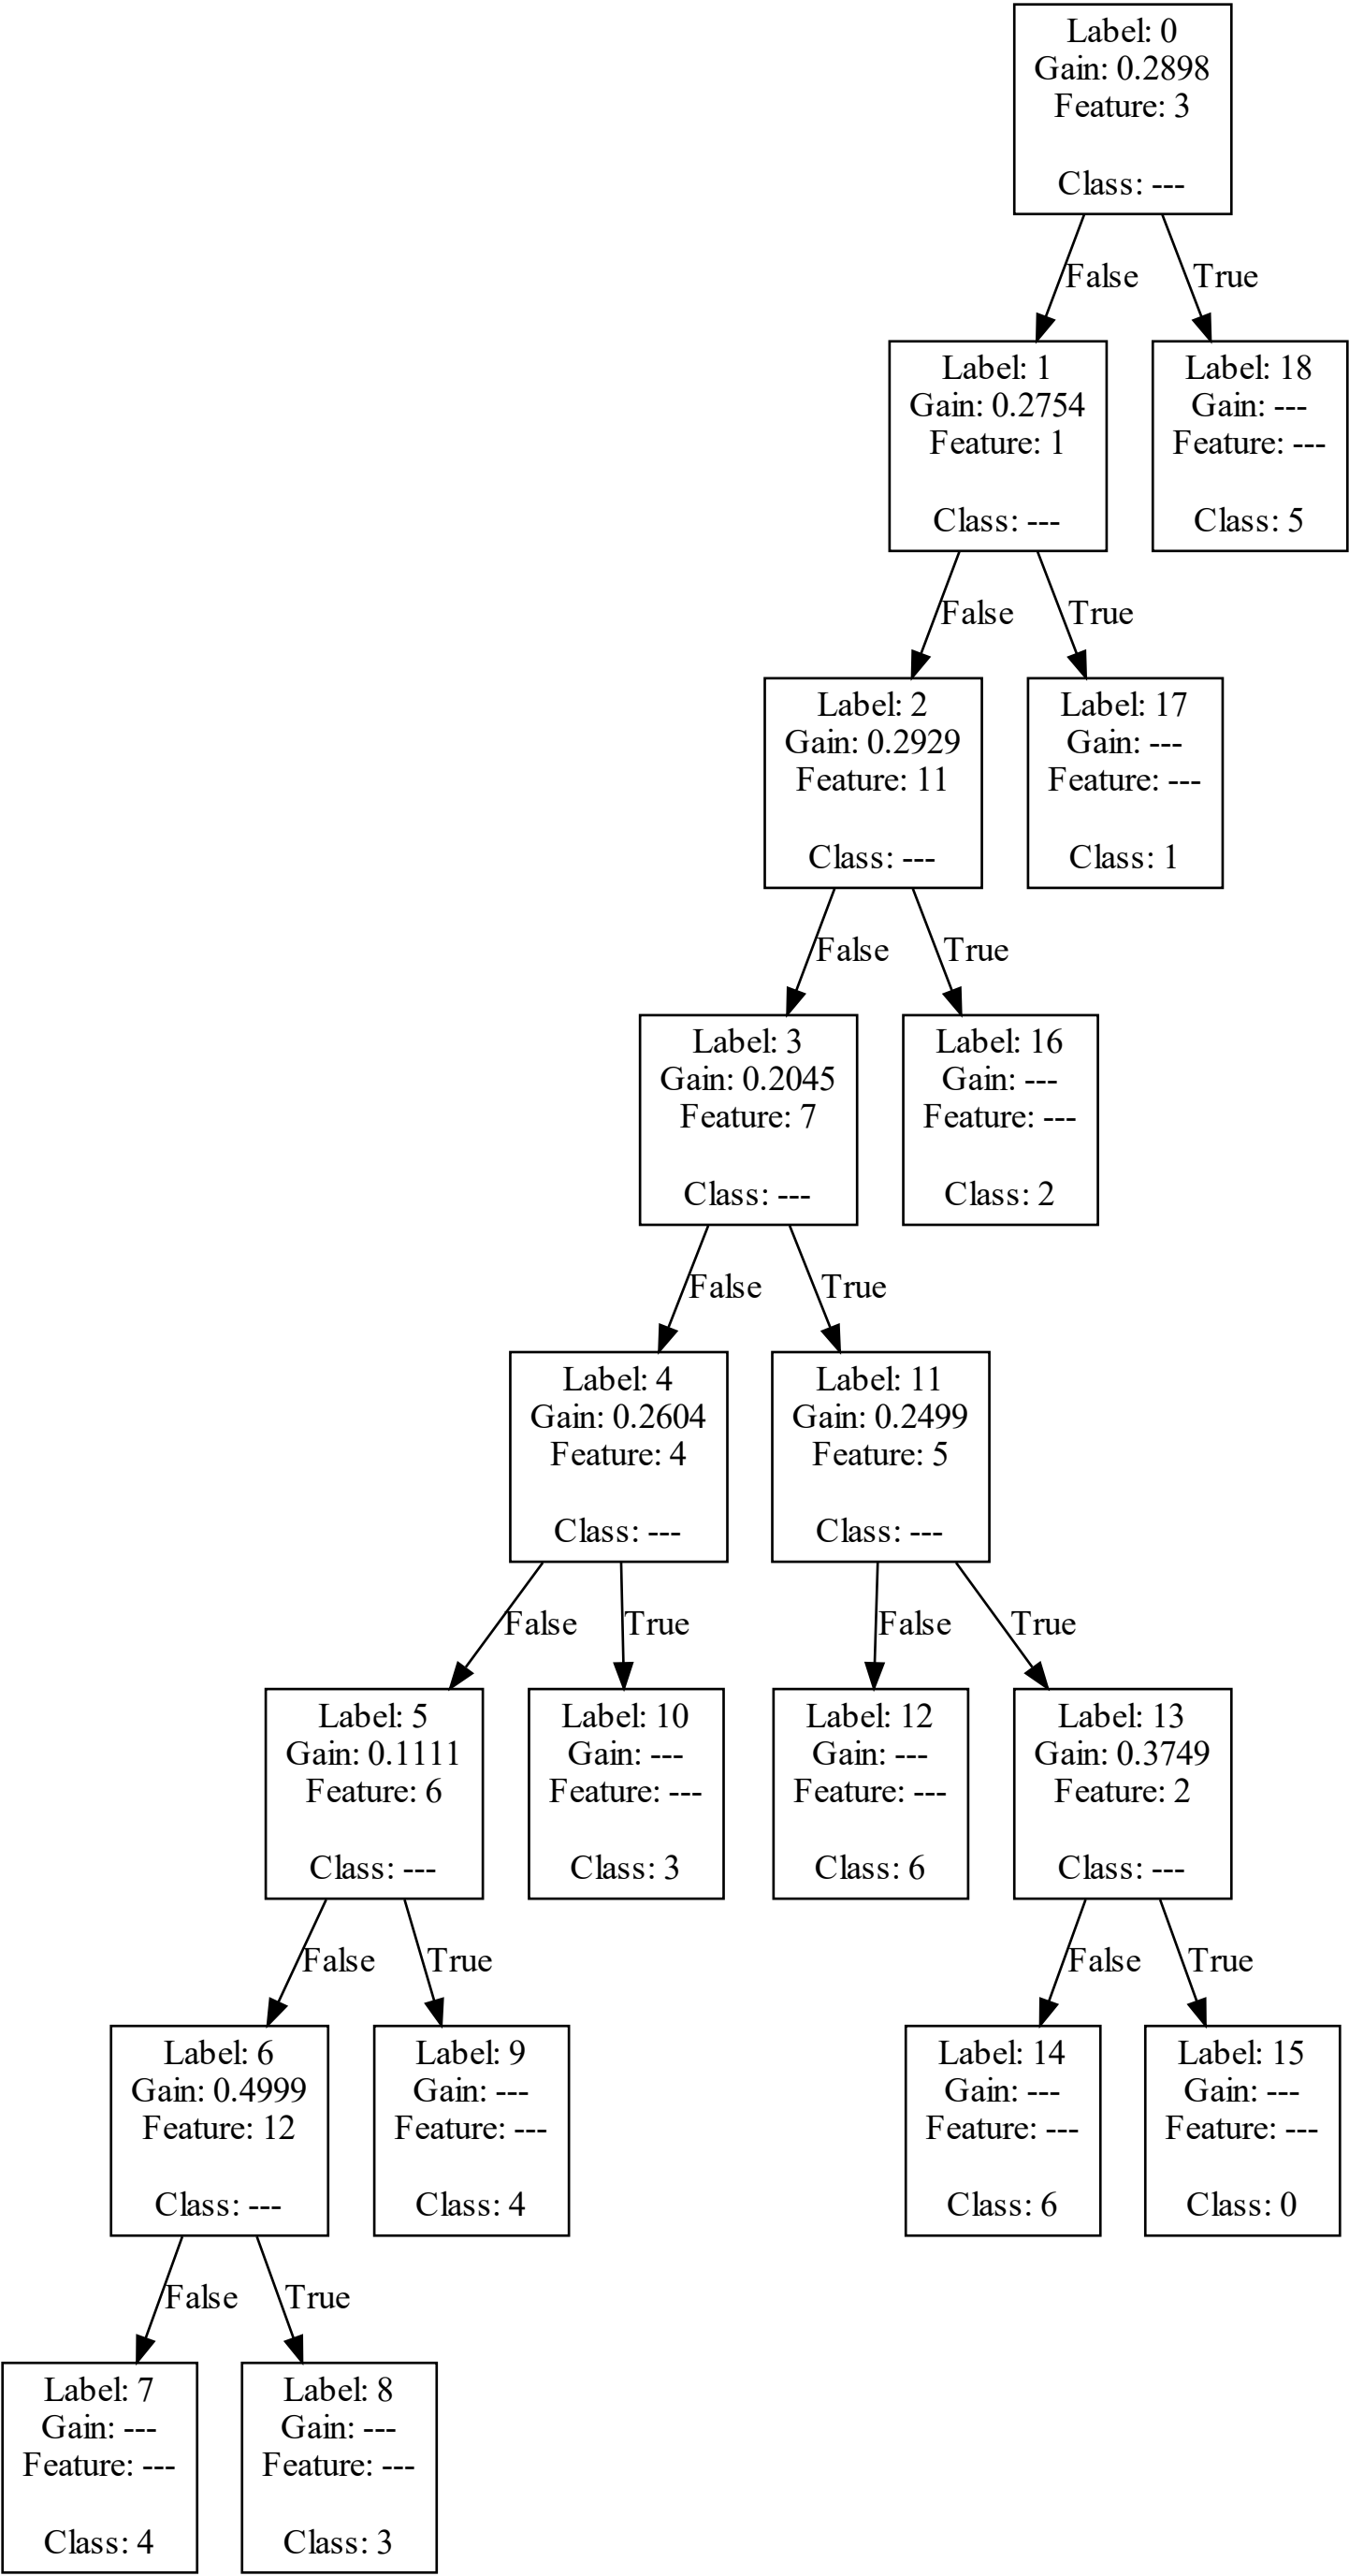 Label: 0
Gain: 0.2898
Feature: 3
Class: ---
False
True
Label: 1
Gain: 0.2754
Feature: 1
Class: ---
Label: 18
Gain: ---
Feature: ---
Class: 5
False
True
Label: 2
Gain: 0.2929
Feature: 11
Class: ---
Label: 17
Gain: ---
Feature: ---
Class: 1
False
True
Label: 3
Gain: 0.2045
Feature: 7
Class: ---
Label: 16
Gain: ---
Feature: ---
Class: 2
False
True
Label: 4
Gain: 0.2604
Feature: 4
Class: ---
Label: 11
Gain: 0.2499
Feature: 5
Class: ---
False
True
False
True
Label: 5
Gain: 0.1111
Feature: 6
Class: ---
Label: 10
Gain: ---
Feature: ---
Class: 3
Label: 12
Gain: ---
Feature: ---
Class: 6
Label: 13
Gain: 0.3749
Feature: 2
Class: ---
False
True
False
True
Label: 6
Gain: 0.4999
Feature: 12
Class: ---
Label: 9
Gain: ---
Feature: ---
Class: 4
Label: 14
Gain: ---
Feature: ---
Class: 6
Label: 15
Gain: ---
Feature: ---
Class: 0
False
True
Label: 7
Gain: ---
Feature: ---
Class: 4
Label: 8
Gain: ---
Feature: ---
Class: 3